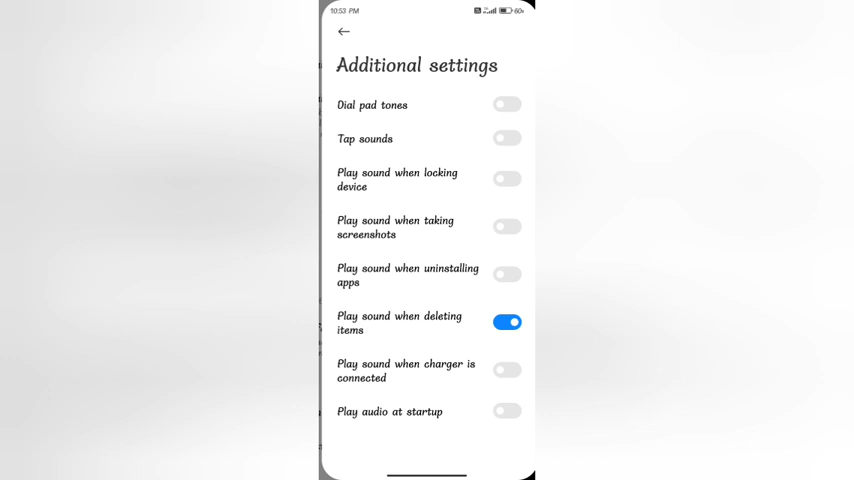 10:53 PM
60
Additional settings
Dial pad tones
Tap sounds
Play sound when locking
device
Play sound when taking
screenshots
Play sound when uninstalling
apps
Play sound when deleting
items
Play sound when charger is
connected
Play audio at startup